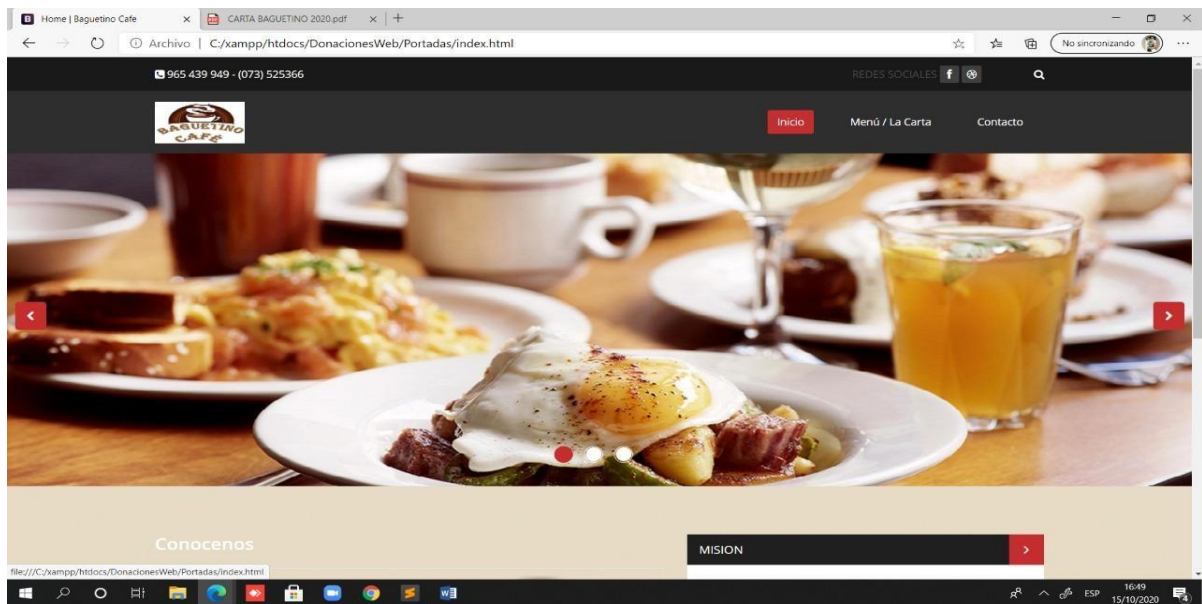 Home | Baguetino Cafe
CARTA BAGUETINO 2020.pdf
Archivo | C:/xampp/htdocs/DonacionesWeb/Portadas/index.html
No sincronizando
965 439 949 - (073) 525366
REDES SOCIALES
BAGUETINO
CAFÉ
Inicio
Menú / La Carta
Contacto
Conocenos
MISION
file:///C:/xampp/htdocs/DonacionesWeb/Portadas/index.html
ESP
16:49
15/10/2020